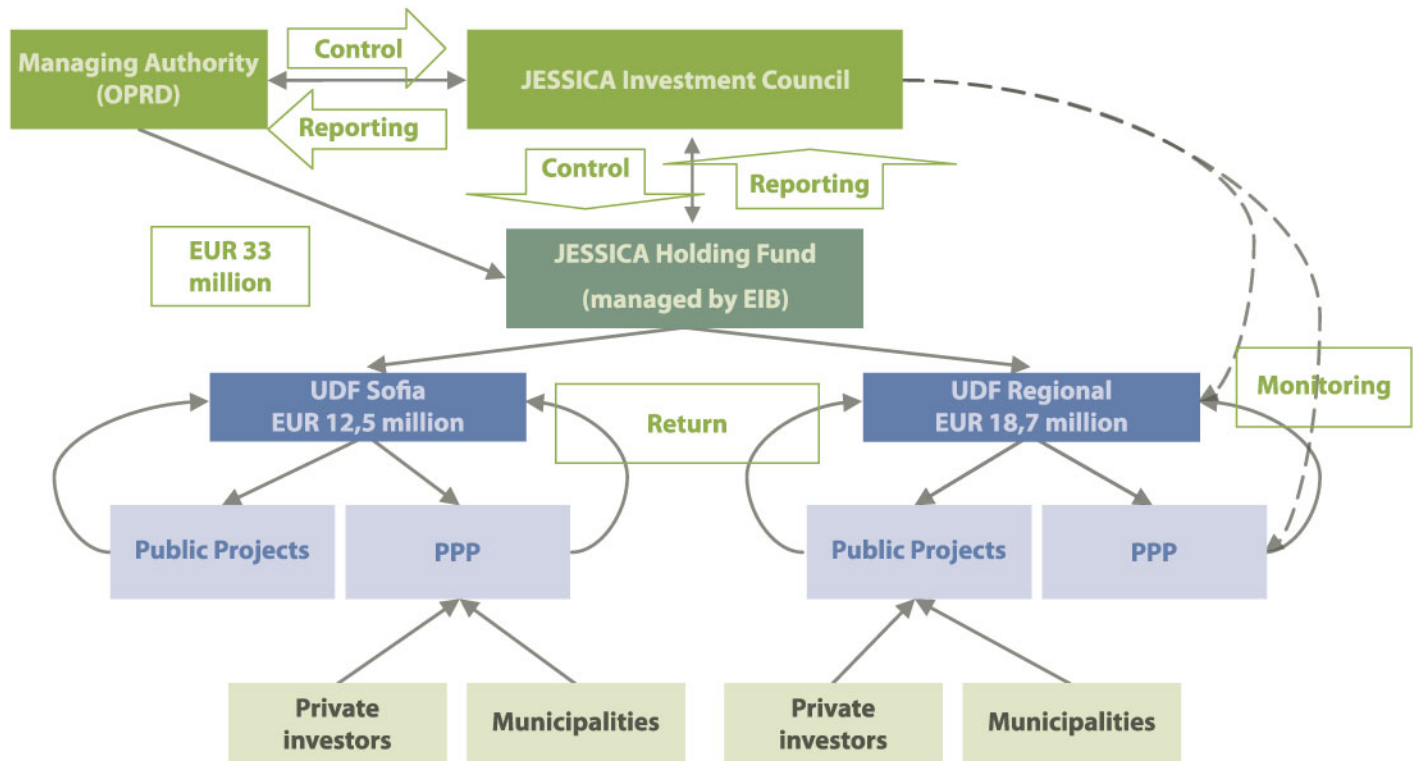 Control
Managing Authority
(OPRD)
JESSICA Investment Council
Reporting
Control
Reporting
EUR 33
million
JESSICA Holding Fund
(managed by EIB)
UDF Sofia
EUR 12,5 million
Return
UDF Regional
EUR 18,7 million
Monitoring
Public Projects
PPP
Public Projects
PPP
Private
investors
Municipalities
Private
investors
Municipalities